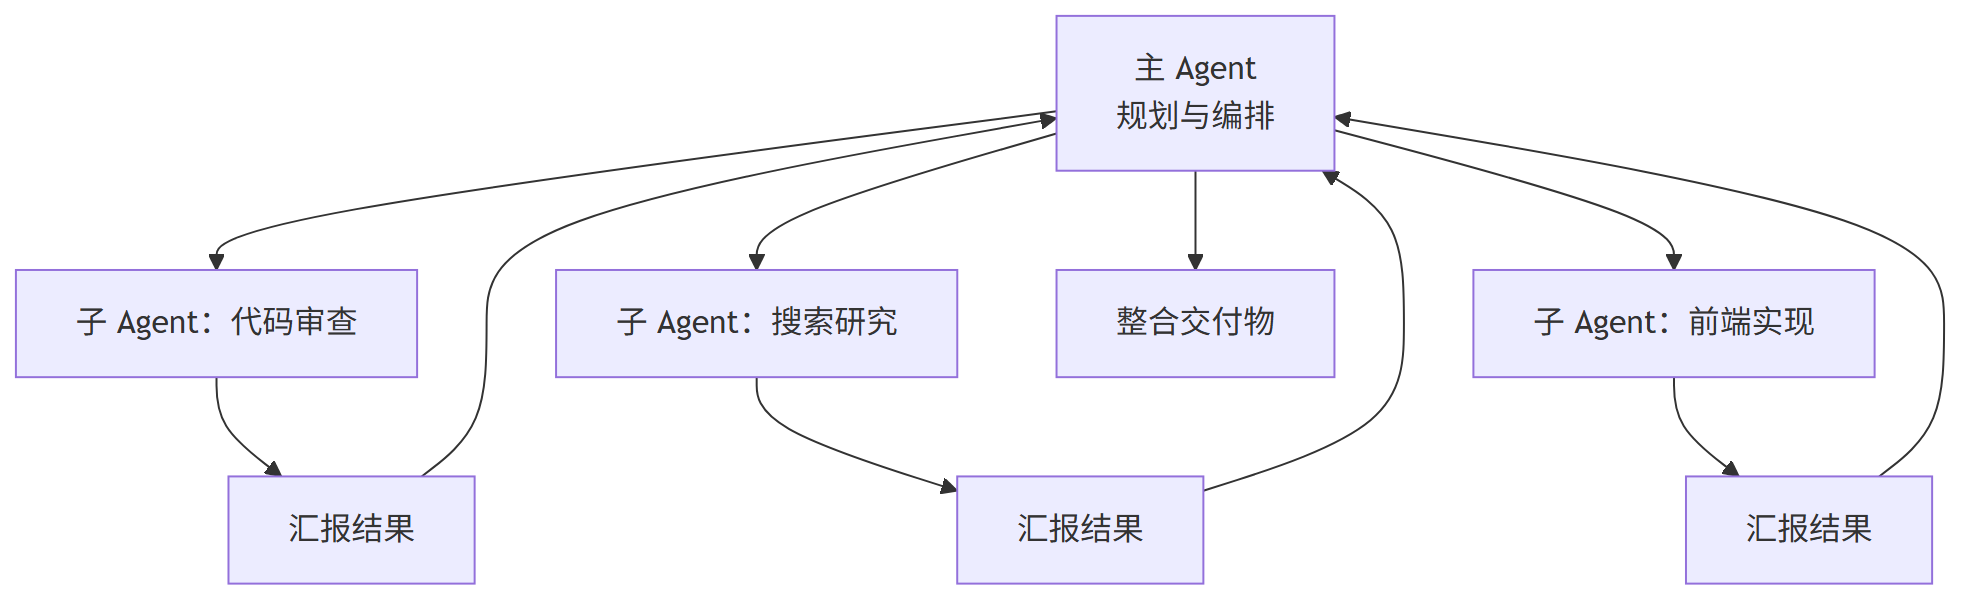 主 Agent
规划与编排
子 Agent：代码审查
子 Agent：搜索研究
整合交付物
子 Agent：前端实现
汇报结果
汇报结果
汇报结果